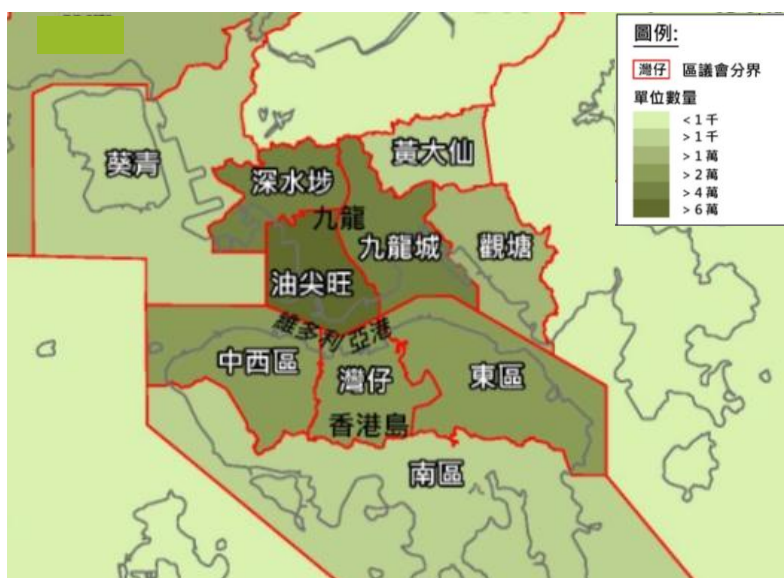 圖例:
灣仔 區議會分界
單位數量
<1千
>1千
>1萬
>2萬
>4萬
>6萬
葵青
黃大仙
深水埗
九龍
九龍城
觀塘
油尖旺
維多利亞港
中西區
灣仔
東區
香港島
南區